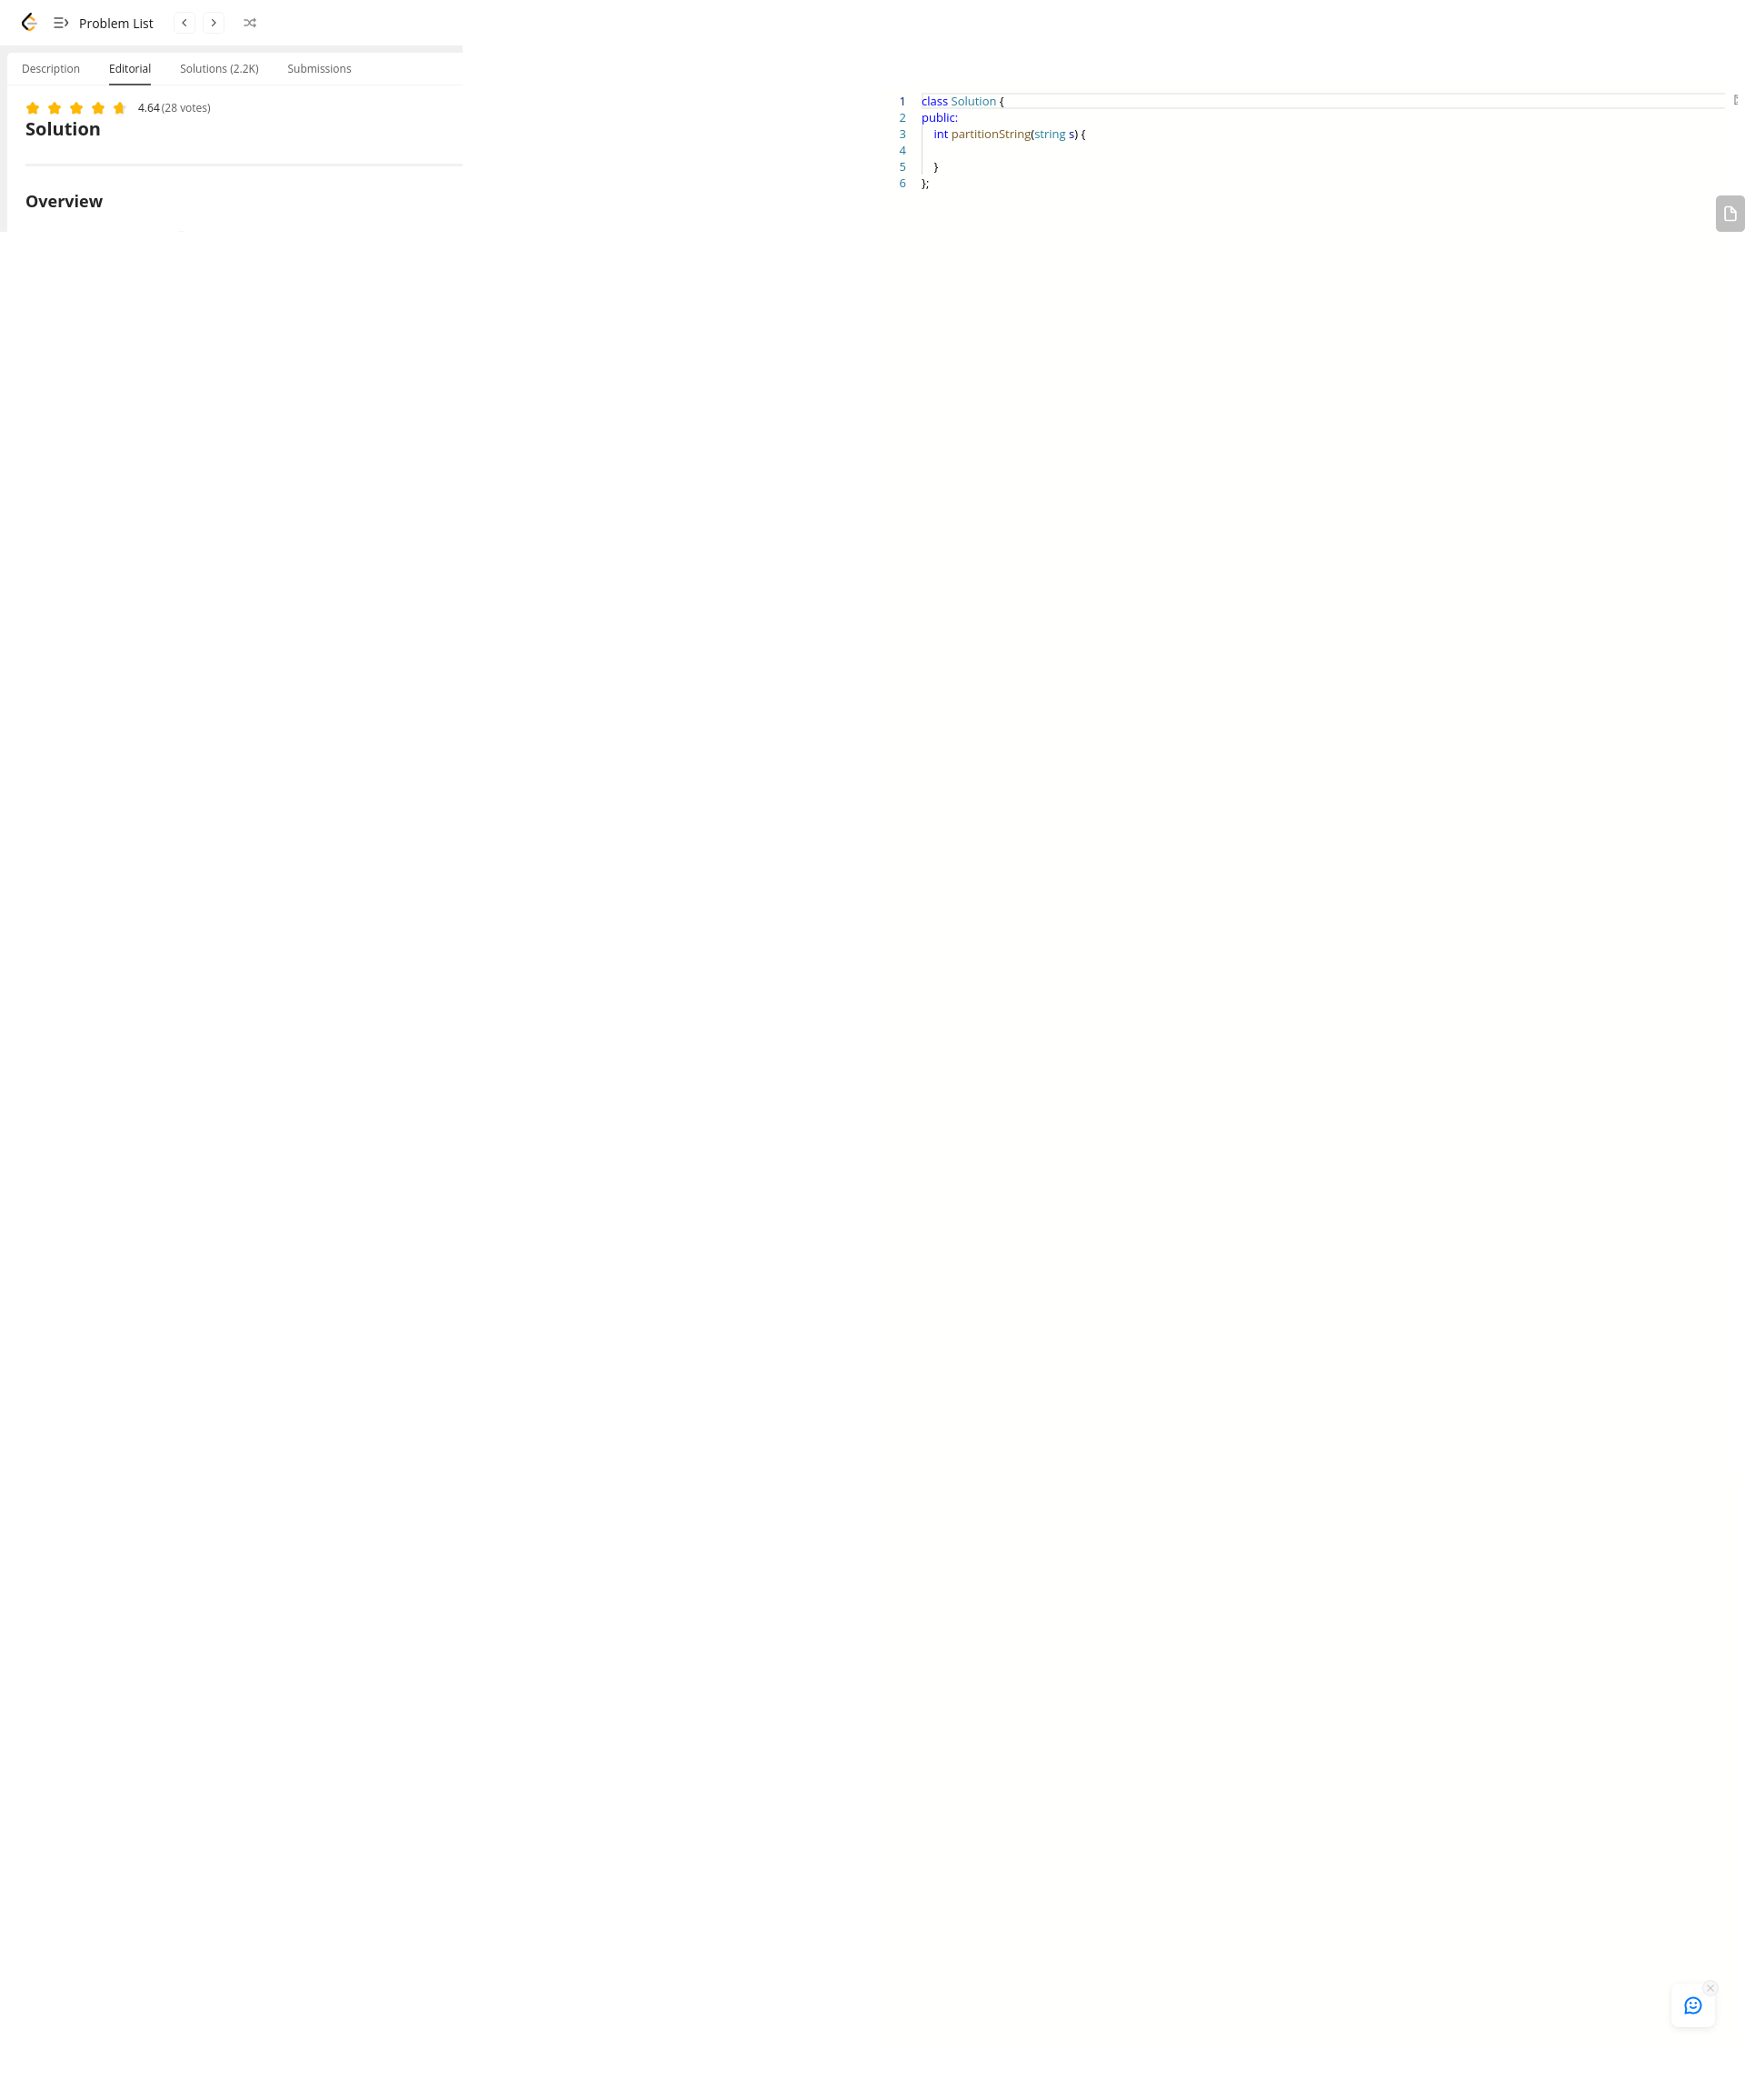 Problem List
Description Editorial Solutions (2.2K) Submissions
4.64 (28 votes)
Solution
Overview
1 class Solution {
2 public:
3 int partitionString(string s) {
4
5 }
6 };